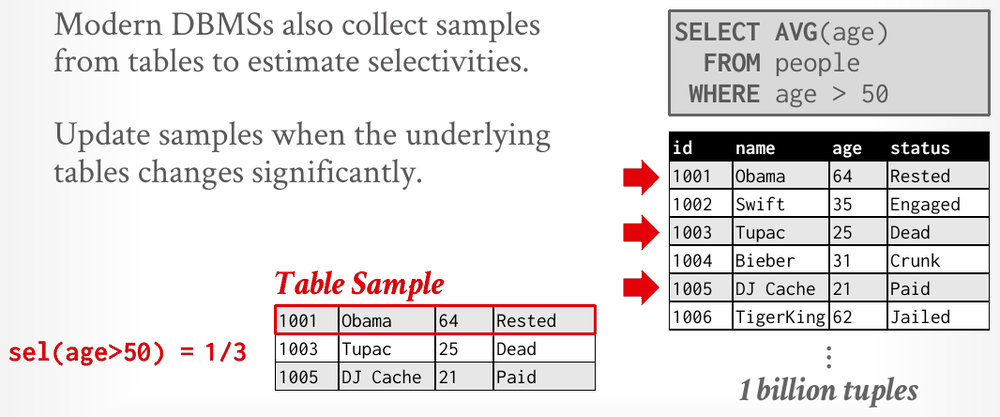 Modern DBMSs also collect samples
from tables to estimate selectivities.
Update samples when the underlying
tables changes significantly.
SELECT AVG(age)
FROM people
WHERE age > 50
id name age status
1001 Obama 64 Rested
1002 Swift 35 Engaged
1003 Tupac 25 Dead
1004 Bieber 31 Crunk
1005 DJ Cache 21 Paid
1006 TigerKing 62 Jailed
⋮
1 billion tuples
Table Sample
1001 Obama 64 Rested
1003 Tupac 25 Dead
1005 DJ Cache 21 Paid
sel(age>50) = 1/3